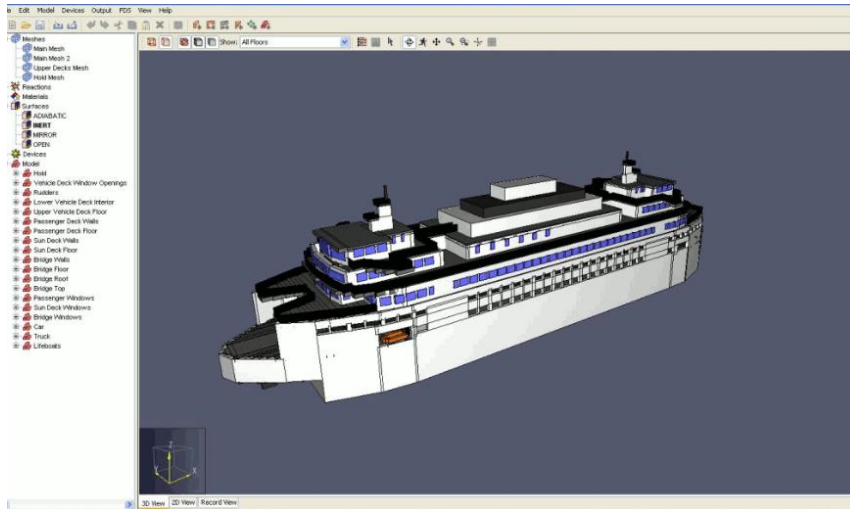 Edit Model Devices Output FDS View Help
Show: All Floors
Meshes
Main Mesh
Main Mesh 2
Upper Decks Mesh
Hold Mesh
Reactions
Materials
Surfaces
ADIABATIC
INERT
MIRROR
OPEN
Devices
Model
Hold
Vehicle Deck Window Openings
Rudders
Lower Vehicle Deck Interior
Upper Vehicle Deck Floor
Passenger Deck Walls
Passenger Deck Floor
Sun Deck Walls
Sun Deck Floor
Bridge Walls
Bridge Floor
Bridge Roof
Bridge Top
Passenger Windows
Sun Deck Windows
Bridge Windows
Car
Truck
Lifeboats
Z
Y
X
3D View 2D View Record View